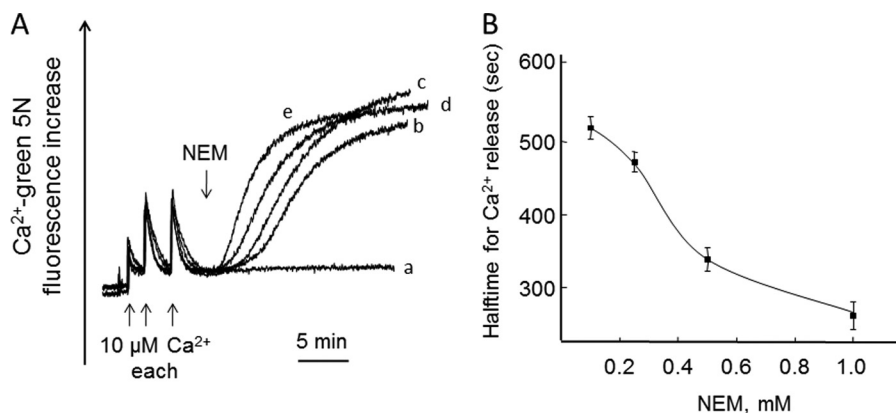 A
Ca²⁺-green 5N
fluorescence increase
NEM
e
c
d
b
a
10 µM Ca²⁺
each
5 min
B
Halftime for Ca²⁺ release (sec)
600
500
400
300
0.2 0.4 0.6 0.8 1.0
NEM, mM